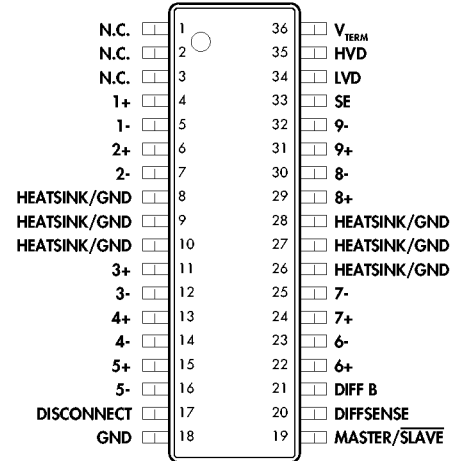 N.C. 1 36 VTERM
N.C. 2 35 HVD
N.C. 3 34 LVD
1+ 4 33 SE
1- 5 32 9-
2+ 6 31 9+
2- 7 30 8-
HEATSINK/GND 8 29 8+
HEATSINK/GND 9 28 HEATSINK/GND
HEATSINK/GND 10 27 HEATSINK/GND
3+ 11 26 HEATSINK/GND
3- 12 25 7-
4+ 13 24 7+
4- 14 23 6-
5+ 15 22 6+
5- 16 21 DIFF B
DISCONNECT 17 20 DIFFSENSE
GND 18 19 MASTER/SLAVE